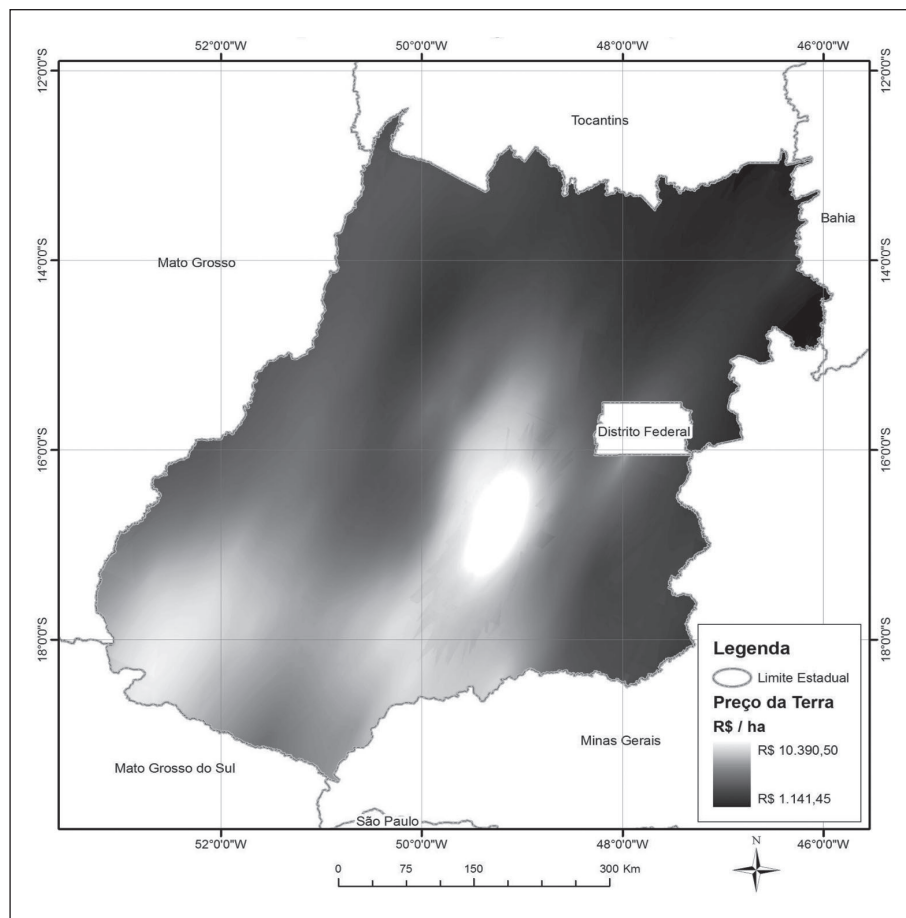 52°0'0"W 50°0'0"W 48°0'0"W 46°0'0"W
12°0'0"S 12°0'0"S
Tocantins
Bahia
Mato Grosso
14°0'0"S 14°0'0"S
Distrito Federal
16°0'0"S 16°0'0"S
18°0'0"S 18°0'0"S
Legenda
Limite Estadual
Preço da Terra
R$ / ha
R$ 10.390,50
R$ 1.141,45
Minas Gerais
Mato Grosso do Sul
São Paulo
52°0'0"W 50°0'0"W 48°0'0"W 46°0'0"W
N
0 75 150 300 Km